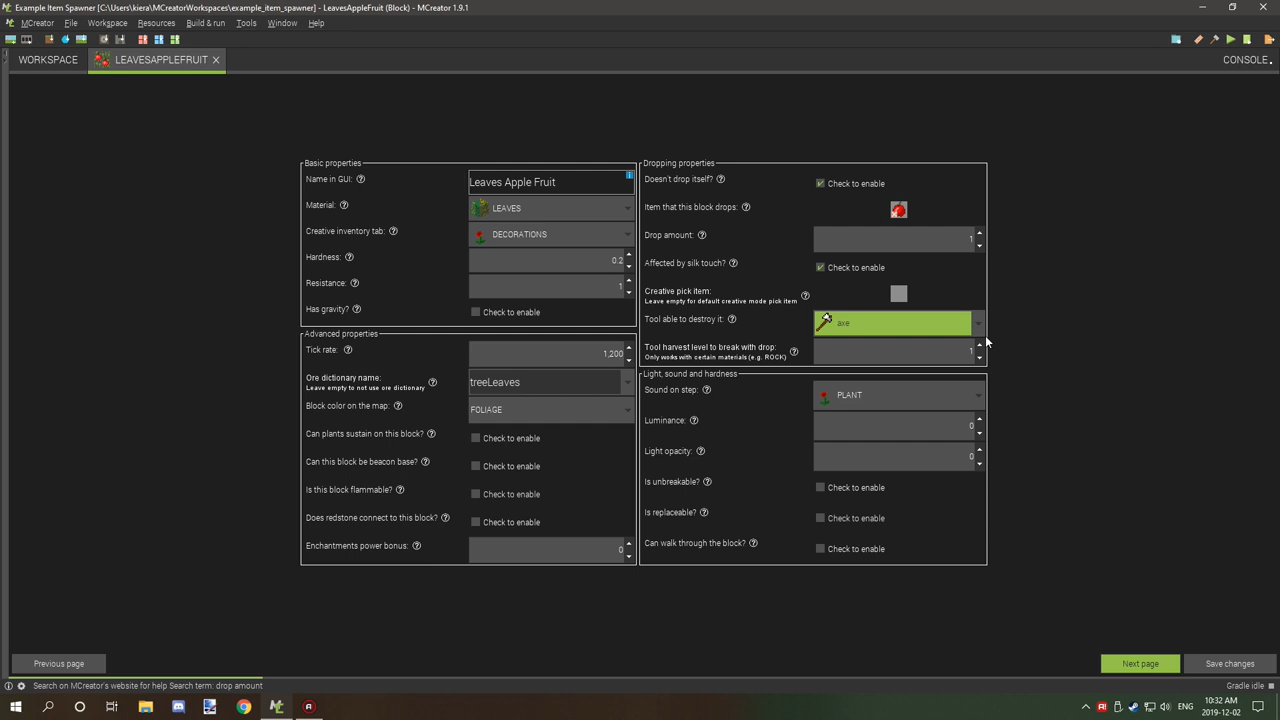 Example Item Spawner [C:\Users\kiera\MCreatorWorkspaces\example_item_spawner] - LeavesAppleFruit (Block) - MCreator 1.9.1
MCreator File Workspace Resources Build & run Tools Window Help
WORKSPACE LEAVESAPPLEFRUIT CONSOLE
Basic properties
Name in GUI: Leaves Apple Fruit
Material: LEAVES
Creative inventory tab: DECORATIONS
Hardness: 0.2
Resistance: 1
Has gravity? Check to enable
Advanced properties
Tick rate: 1,200
Ore dictionary name: treeLeaves
Leave empty to not use ore dictionary
Block color on the map: FOLIAGE
Can plants sustain on this block? Check to enable
Can this block be beacon base? Check to enable
Is this block flammable? Check to enable
Does redstone connect to this block? Check to enable
Enchantments power bonus: 0
Dropping properties
Doesn't drop itself? Check to enable
Item that this block drops:
Drop amount: 1
Affected by silk touch? Check to enable
Creative pick item:
Leave empty for default creative mode pick item
Tool able to destroy it: axe
Tool harvest level to break with drop: 1
Only works with certain materials (e.g. ROCK)
Light, sound and hardness
Sound on step: PLANT
Luminance: 0
Light opacity: 0
Is unbreakable? Check to enable
Is replaceable? Check to enable
Can walk through the block? Check to enable
Previous page Next page Save changes
Search on MCreator's website for help Search term: drop amount Gradle idle
ENG 10:32 AM
2019-12-02